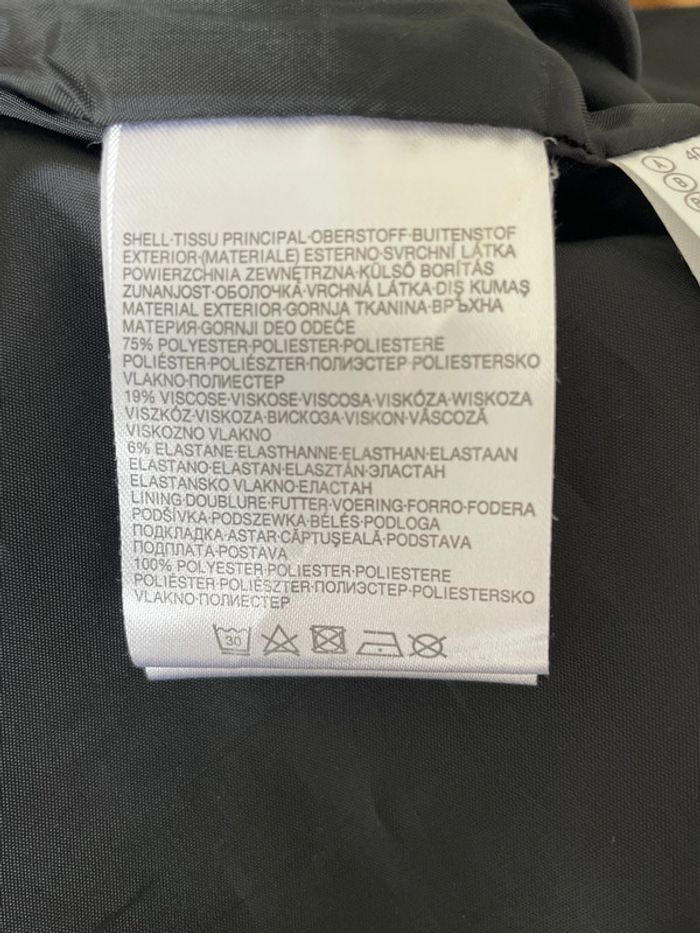 SHELL·TISSU PRINCIPAL·OBERSTOFF·BUITENSTOF
EXTERIOR·(MATERIALE) ESTERNO·SVRCHNÍ LÁTKA
POWIERZCHNIA ZEWNĘTRZNA·KÜLSŐ BORÍTÁS
ZUNANJOST·ОБОЛОЧКА·VRCHNÁ LÁTKA·DIŞ KUMAŞ
MATERIAL EXTERIOR·GORNJA TKANINA·ВРЪХНА
МАТЕРИЯ·GORNJI DEO ODEĆE
75% POLYESTER·POLIESTER·POLIESTERE
POLIÉSTER·POLIÉSZTER·ПОЛИЭСТЕР·POLIESTERSKO
VLAKNO·ПОЛИЕСТЕР
19% VISCOSE·VISKOSE·VISCOSA·VISKÓZA·WISKOZA
VISZKÓZ·VISKOZA·ВИСКОЗА·VISKON·VÂSCOZĂ
VISKOZNO VLAKNO
6% ELASTANE·ELASTHANNE·ELASTHAN·ELASTAAN
ELASTANO·ELASTAN·ELASZTÁN·ЭЛАСТАН
ELASTANSKO VLAKNO·ЕЛАСТАН
LINING·DOUBLURE·FUTTER·VOERING·FORRO·FODERA
PODŠÍVKA·PODSZEWKA·BÉLÉS·PODLOGA
ПОДКЛАДКА·ASTAR·CĂPTUŞEALĂ·PODSTAVA
ПОДПЛАТА·POSTAVA
100% POLYESTER·POLIESTER·POLIESTERE
POLIÉSTER·POLIÉSZTER·ПОЛИЭСТЕР·POLIESTERSKO
VLAKNO·ПОЛИЕСТЕР
30
40
A
B